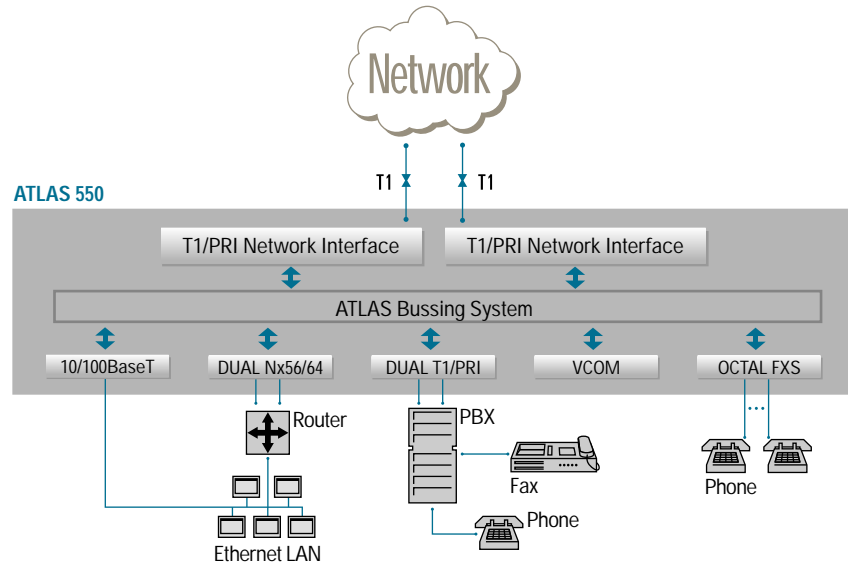 Network
T1
T1
ATLAS 550
T1/PRI Network Interface
T1/PRI Network Interface
ATLAS Bussing System
10/100BaseT
DUAL Nx56/64
DUAL T1/PRI
VCOM
OCTAL FXS
Router
PBX
Fax
Phone
Phone
Ethernet LAN